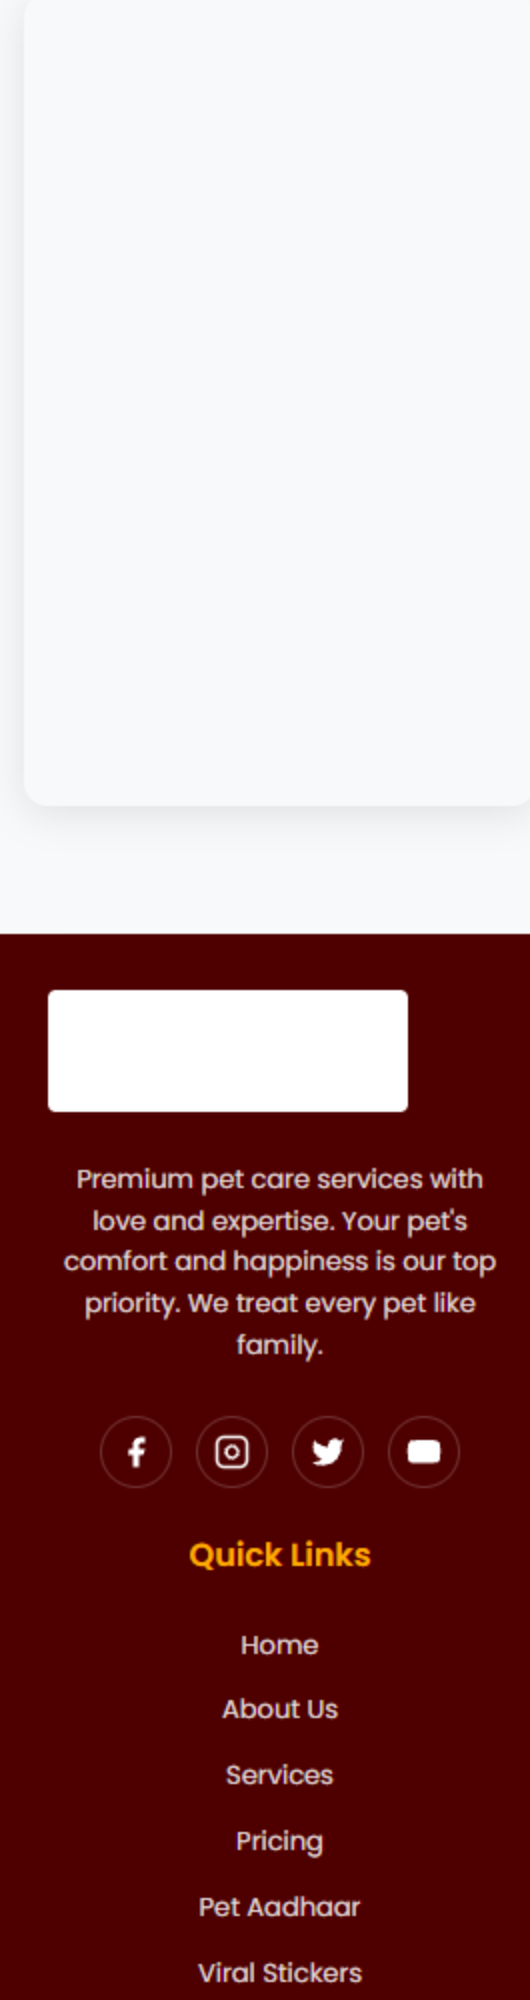 Premium pet care services with
love and expertise. Your pet's
comfort and happiness is our top
priority. We treat every pet like
family.
Quick Links
Home
About Us
Services
Pricing
Pet Aadhaar
Viral Stickers